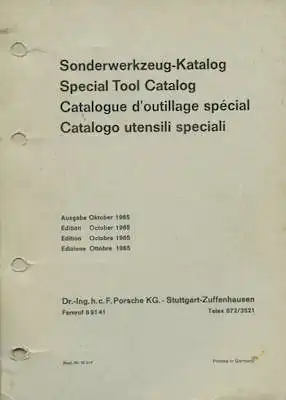 Sonderwerkzeug-Katalog
Special Tool Catalog
Catalogue d'outillage spécial
Catalogo utensili speciali
Ausgabe Oktober 1965
Edition October 1965
Edition Octobre 1965
Edizione Ottobre 1965
Dr.-Ing. h. c. F. Porsche KG. - Stuttgart-Zuffenhausen
Fernruf 8 91 41 Telex 072/3521
Printed in Germany